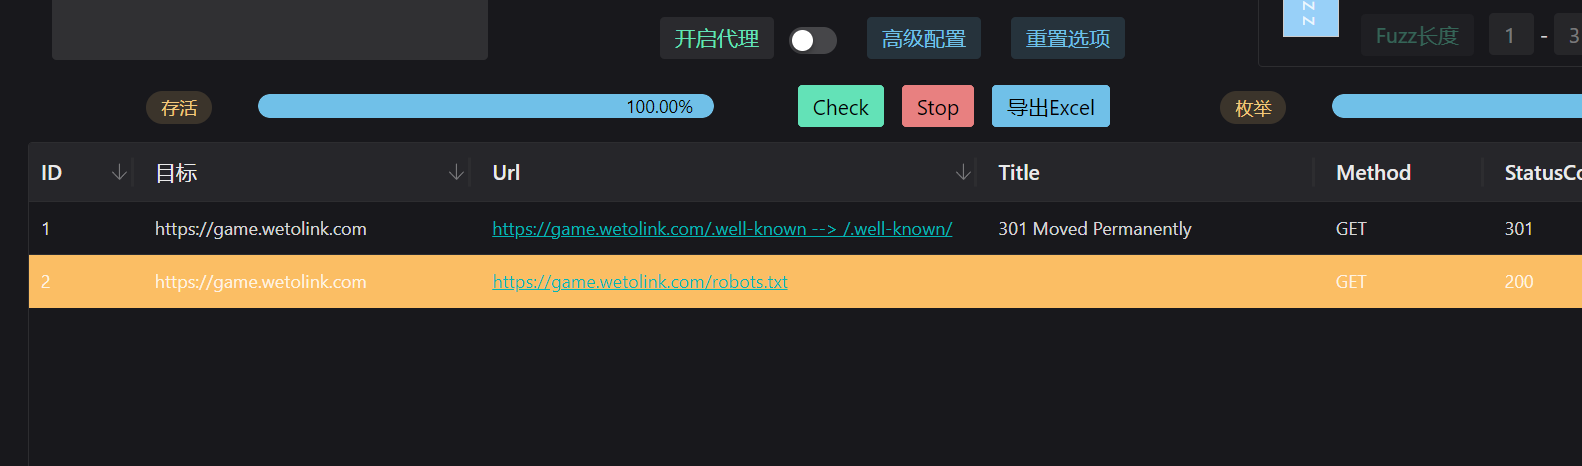 开启代理 高级配置 重置选项 Fuzz长度 1 - 3
存活 100.00% Check Stop 导出Excel 枚举
ID 目标 Url Title Method
1 https://game.wetolink.com https://game.wetolink.com/.well-known --> /.well-known/ 301 Moved Permanently GET 301
2 https://game.wetolink.com https://game.wetolink.com/robots.txt GET 200